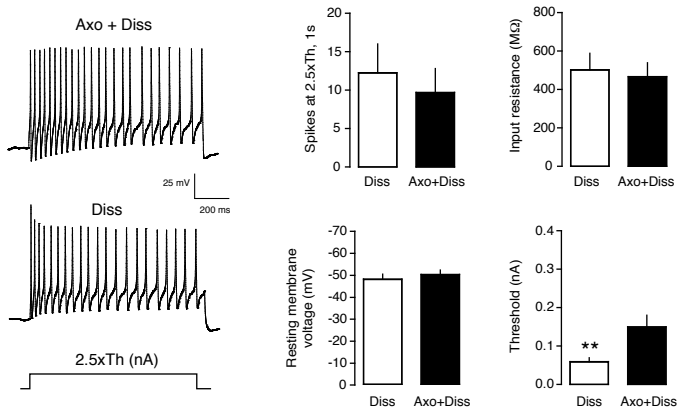 Axo + Diss
25 mV
200 ms
Diss
2.5xTh (nA)
Spikes at 2.5xTh, 1s
20
15
10
5
0
Diss
Axo+Diss
Input resistance (MΩ)
800
600
400
200
0
Diss
Axo+Diss
Resting membrane
voltage (mV)
-70
-60
-50
-40
-30
-20
-10
0
Diss
Axo+Diss
Threshold (nA)
0.4
0.3
0.2
0.1
0.0
**
Diss
Axo+Diss